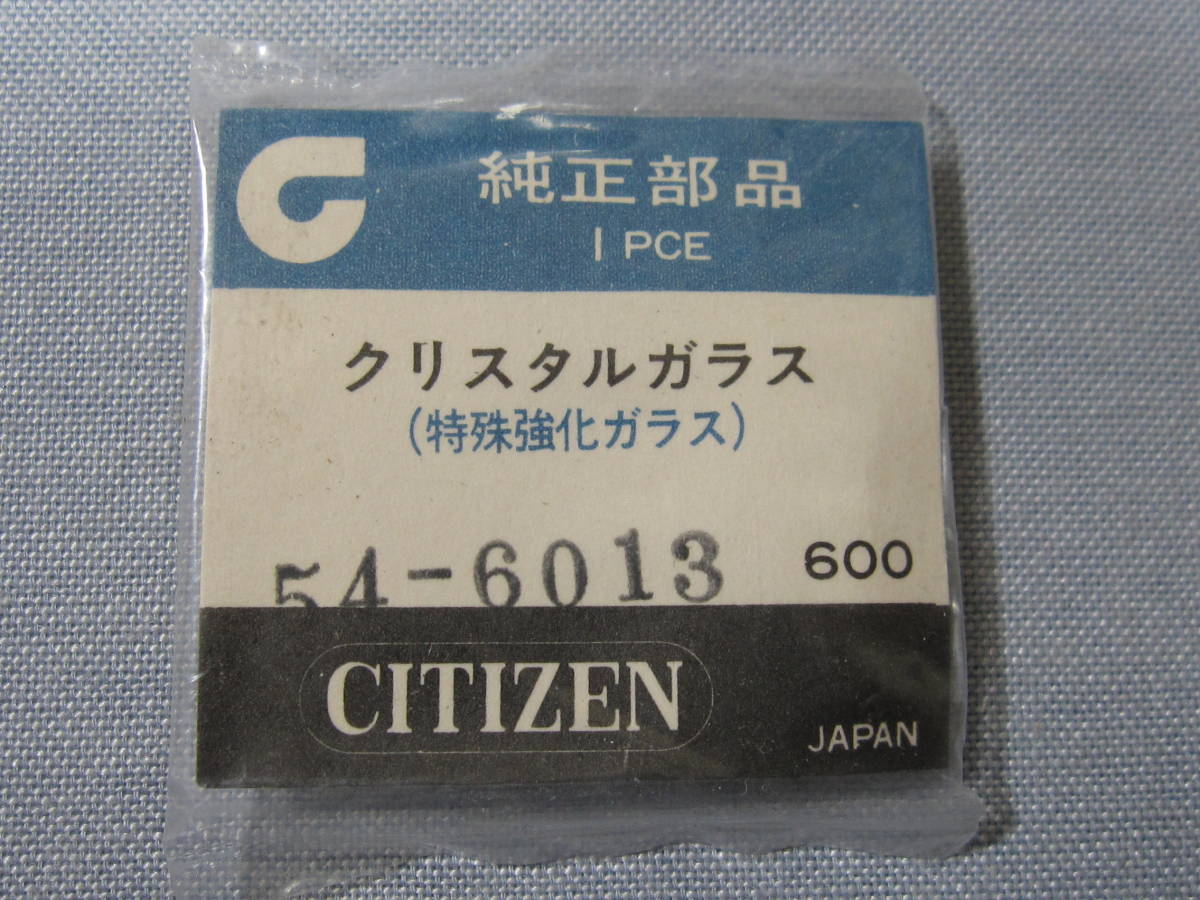 純正部品
1 PCE
クリスタルガラス
(特殊強化ガラス)
54-6013 600
CITIZEN
JAPAN